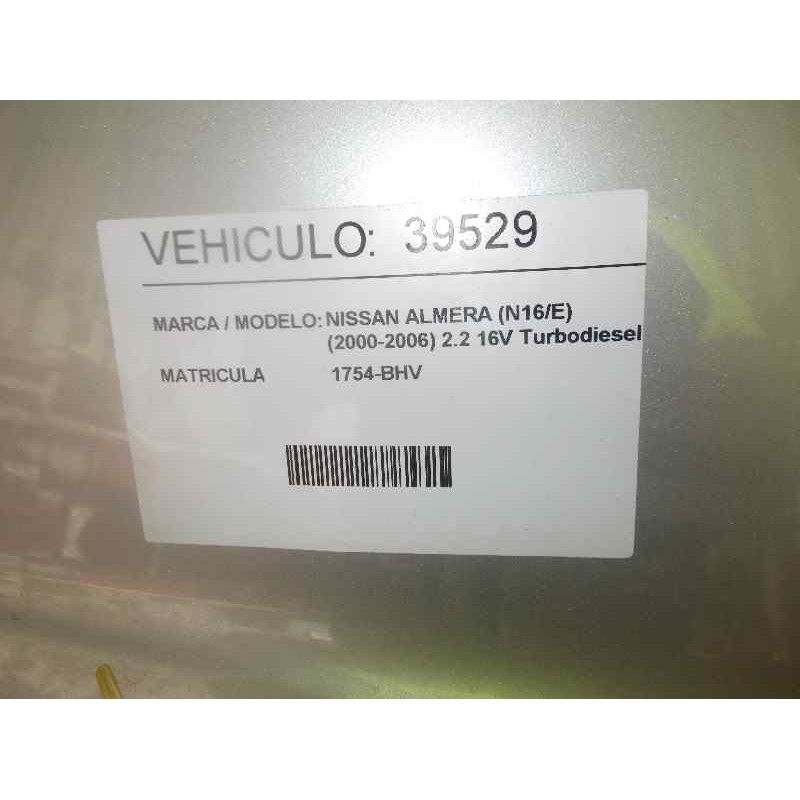 VEHICULO: 39529
MARCA / MODELO: NISSAN ALMERA (N16/E)
(2000-2006) 2.2 16V Turbodiesel
MATRICULA 1754-BHV